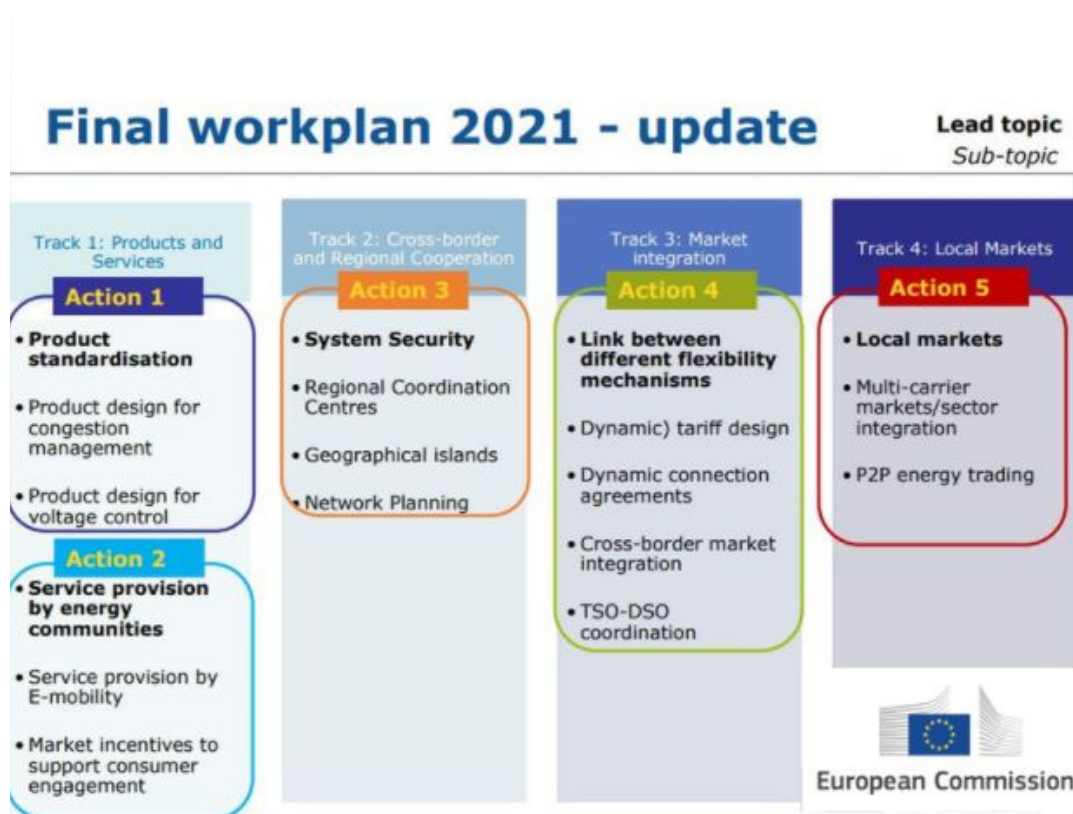 Final workplan 2021 - update
Lead topic
Sub-topic
Track 1: Products and
Services
Action 1
• Product
standardisation
• Product design for
congestion
management
• Product design for
voltage control
Action 2
• Service provision
by energy
communities
• Service provision by
E-mobility
• Market incentives to
support consumer
engagement
Track 2: Cross-border
and Regional Cooperation
Action 3
• System Security
• Regional Coordination
Centres
• Geographical islands
• Network Planning
Track 3: Market
integration
Action 4
• Link between
different flexibility
mechanisms
• Dynamic) tariff design
• Dynamic connection
agreements
• Cross-border market
integration
• TSO-DSO
coordination
Track 4: Local Markets
Action 5
• Local markets
• Multi-carrier
markets/sector
integration
• P2P energy trading
European Commission